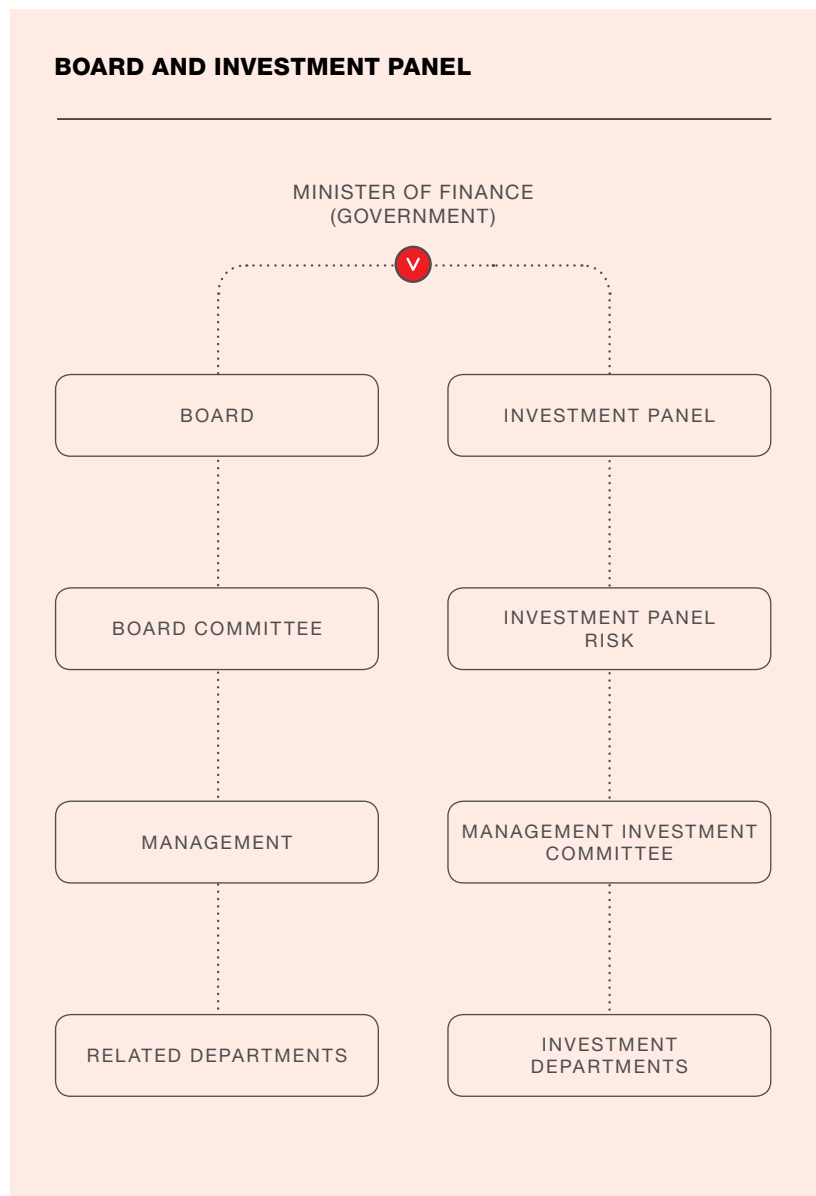 BOARD AND INVESTMENT PANEL
MINISTER OF FINANCE
(GOVERNMENT)
BOARD
INVESTMENT PANEL
BOARD COMMITTEE
INVESTMENT PANEL
RISK
MANAGEMENT
MANAGEMENT INVESTMENT
COMMITTEE
RELATED DEPARTMENTS
INVESTMENT
DEPARTMENTS